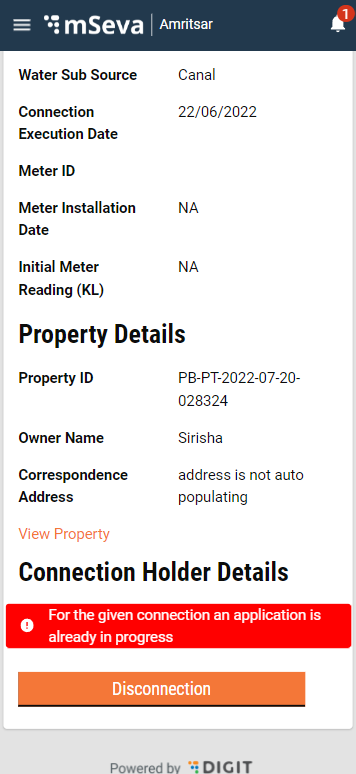 mSeva Amritsar 1
Water Sub Source Canal
Connection 22/06/2022
Execution Date
Meter ID
Meter Installation NA
Date
Initial Meter NA
Reading (KL)
Property Details
Property ID PB-PT-2022-07-20-
028324
Owner Name Sirisha
Correspondence address is not auto
Address populating
View Property
Connection Holder Details
For the given connection an application is
already in progress
Disconnection
Powered by DIGIT